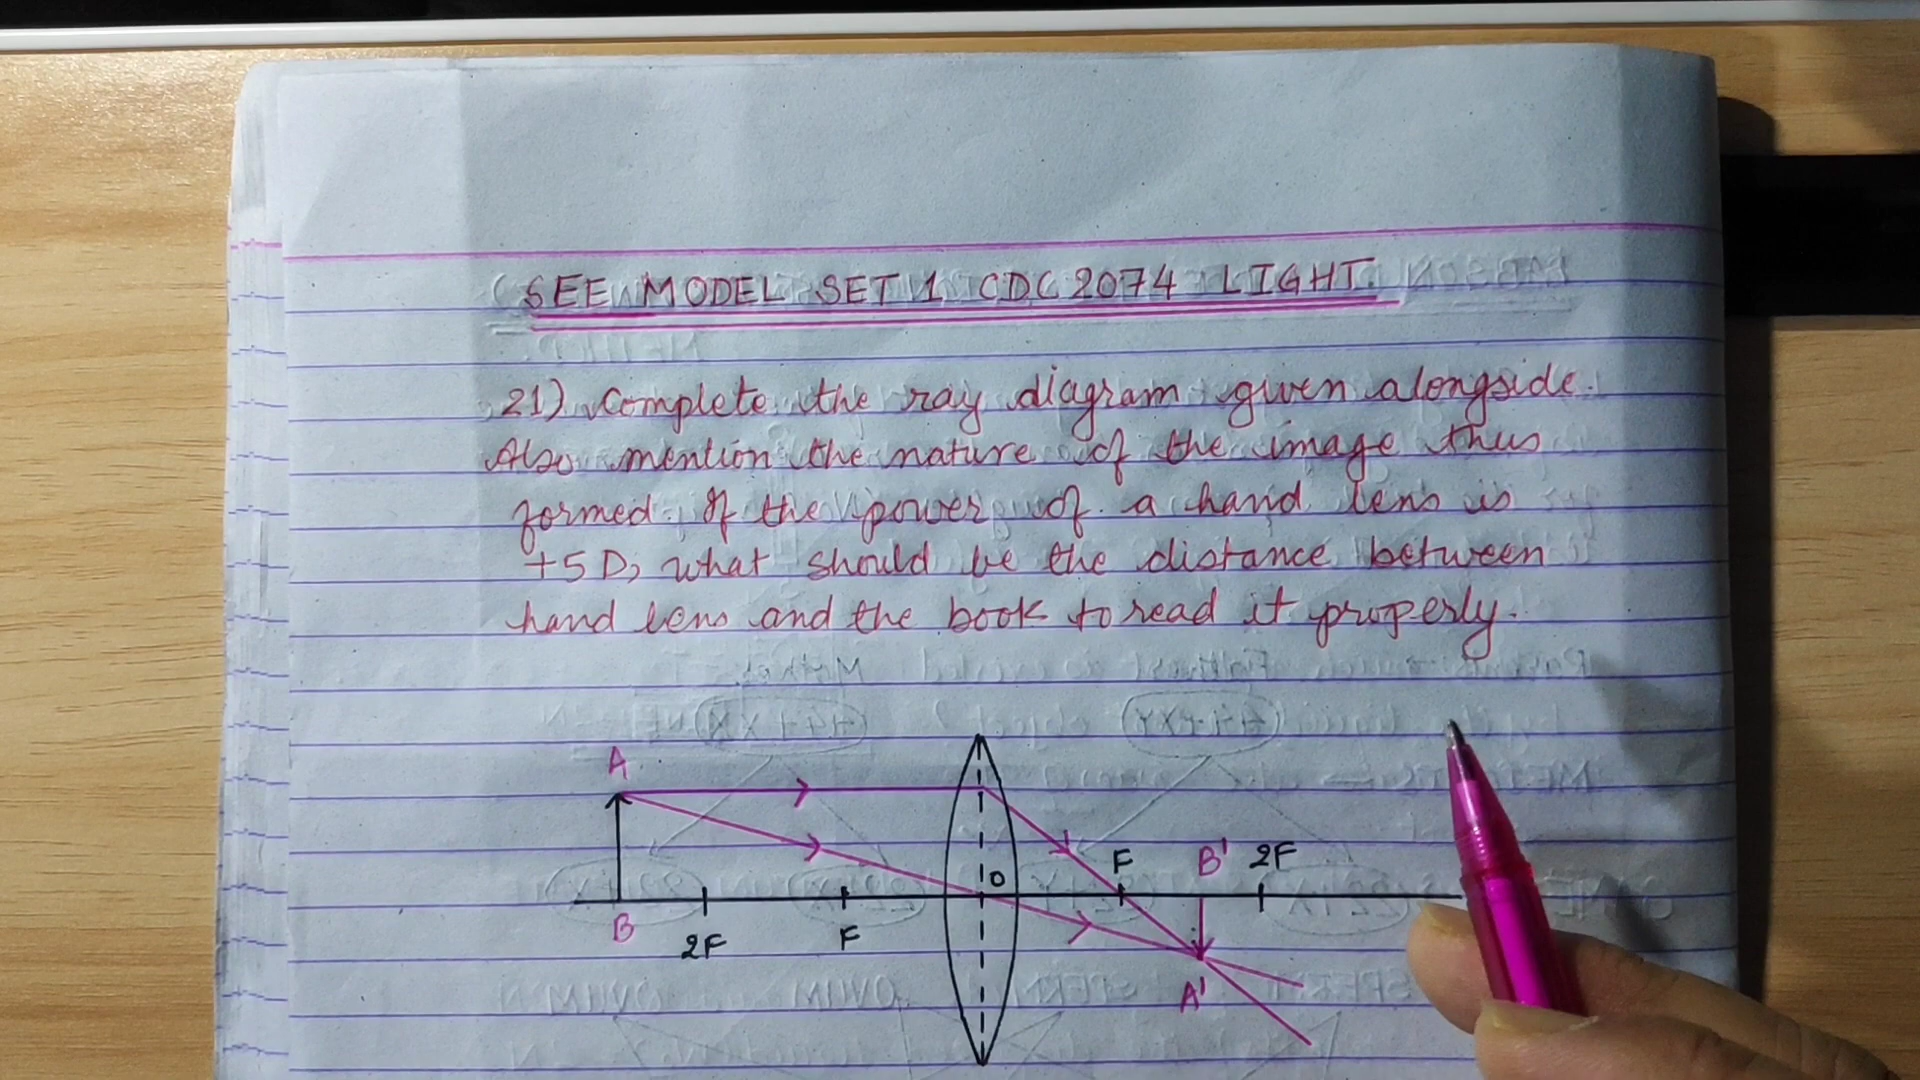 SEE MODEL SET 1 CDC 2074 LIGHT.
21) Complete the ray diagram given alongside.
Also mention the nature of the image thus
formed. If the power of a hand lens is
+5D, what should be the distance between
hand lens and the book to read it properly.
A
F B' 2F
O
B 2F F
A'